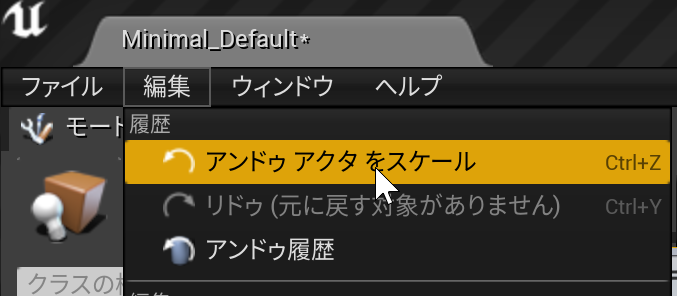 Minimal_Default*
ファイル 編集 ウィンドウ ヘルプ
モード
履歴
アンドゥ アクタ をスケール Ctrl+Z
リドゥ (元に戻す対象がありません) Ctrl+Y
アンドゥ履歴
クラスの